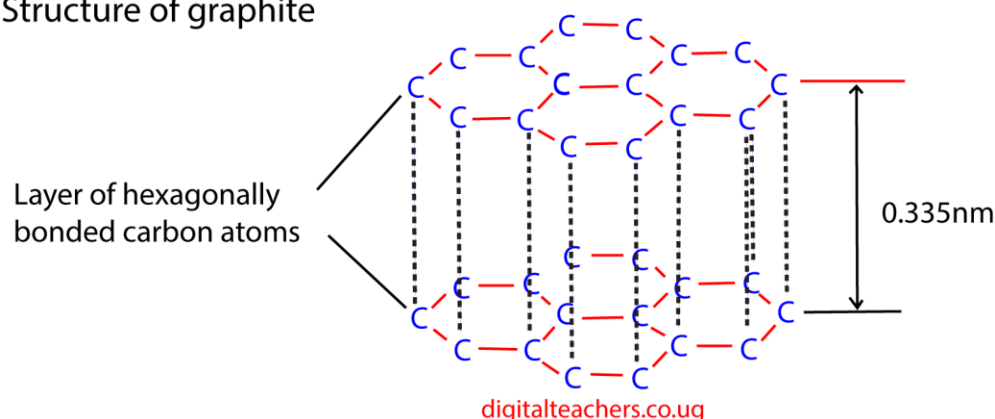 Structure of graphite
C C
C C C C
C C C C
C C C C
C C
Layer of hexagonally
bonded carbon atoms
0.335nm
C C
C C C C
C C C C
C C C C
C C
digitalteachers.co.ug